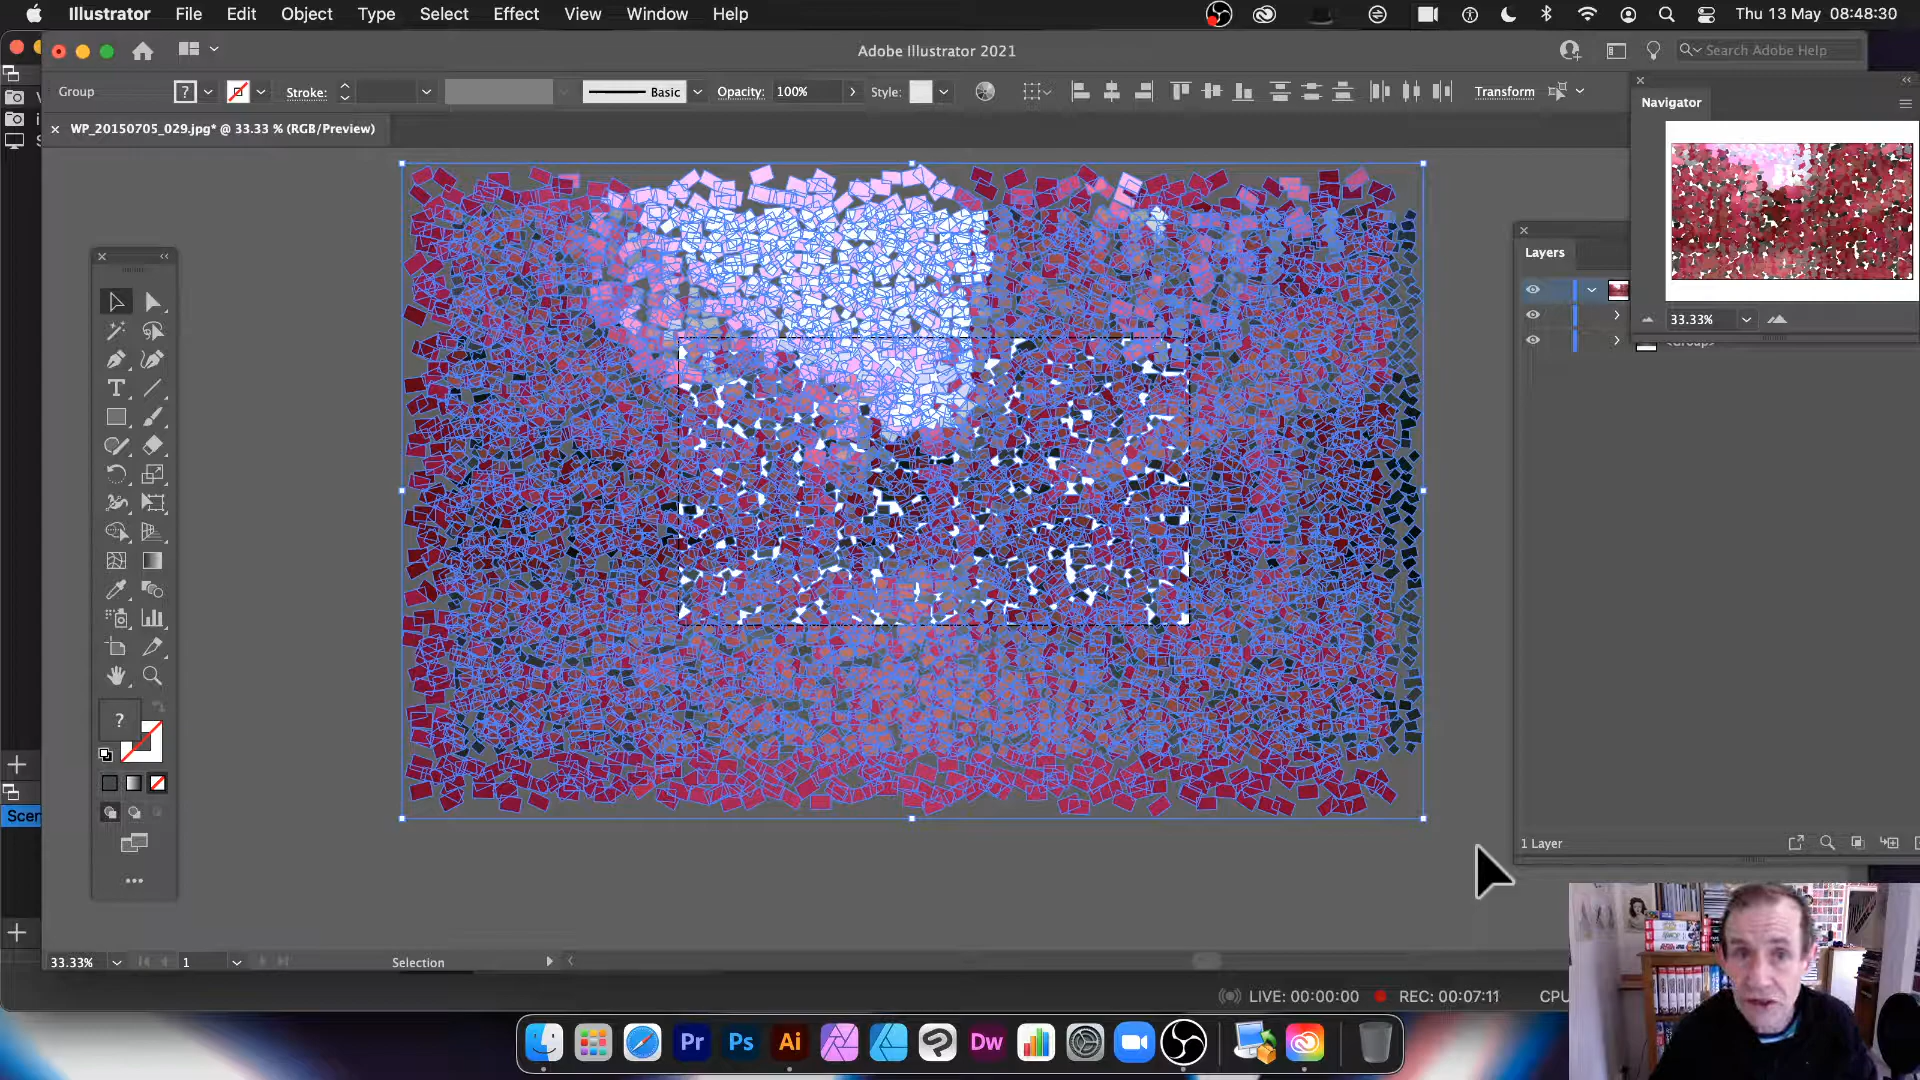 Illustrator File Edit Object Type Select Effect View Window Help
Thu 13 May 08:48:30
Adobe Illustrator 2021
Search Adobe Help
Group
?
Stroke:
Basic
Opacity: 100%
Style:
Transform
WP_20150705_029.jpg* @ 33.33 % (RGB/Preview)
Navigator
33.33%
Layers
<Group>
T
?
Scen
1 Layer
33.33%
1
Selection
LIVE: 00:00:00
REC: 00:07:11
CPU
Pr
Ps
Ai
Dw